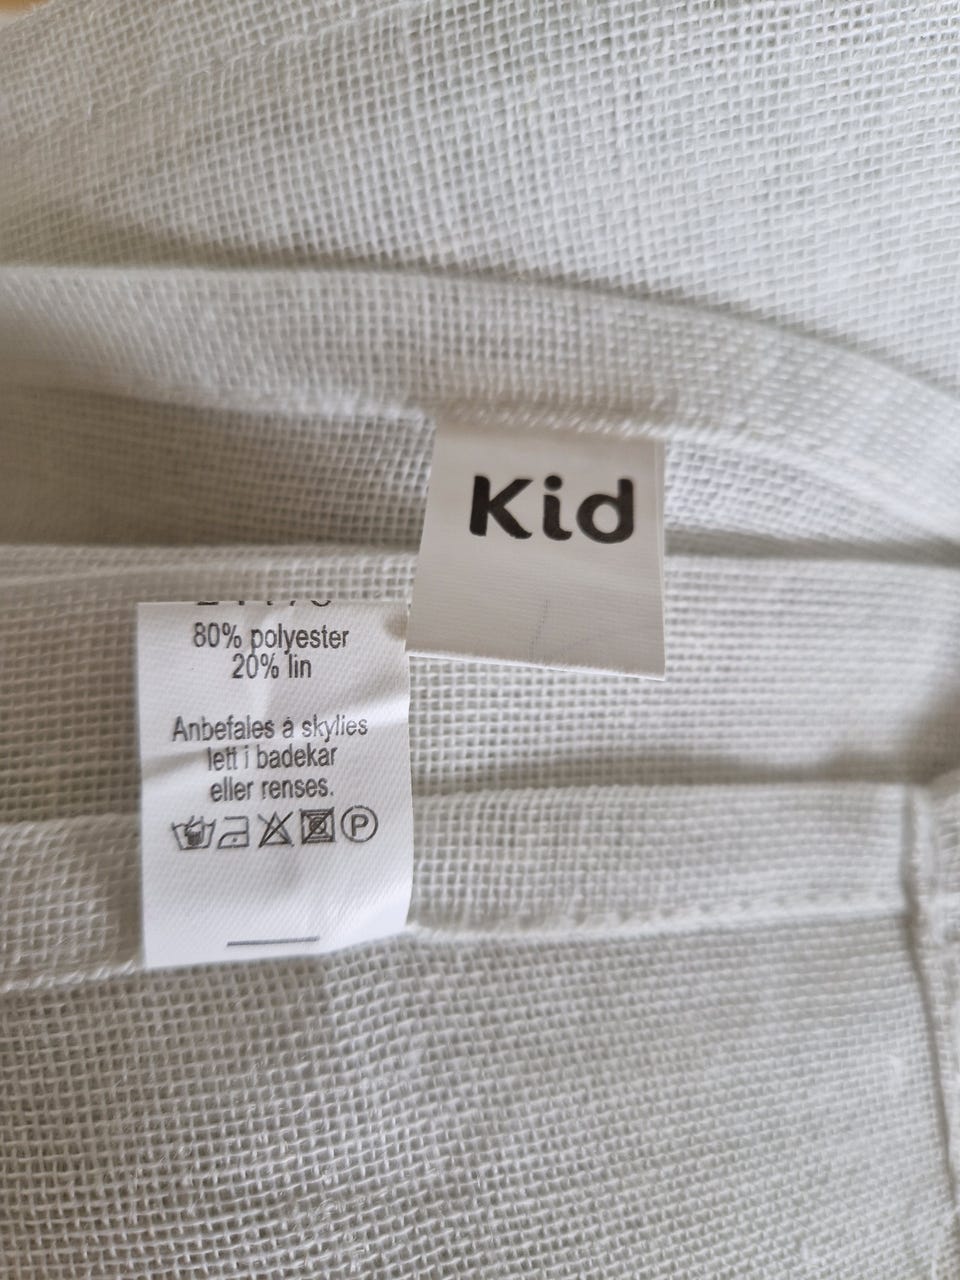 Kid
80% polyester
20% lin
Anbefales å skylles
lett i badekar
eller renses.
P